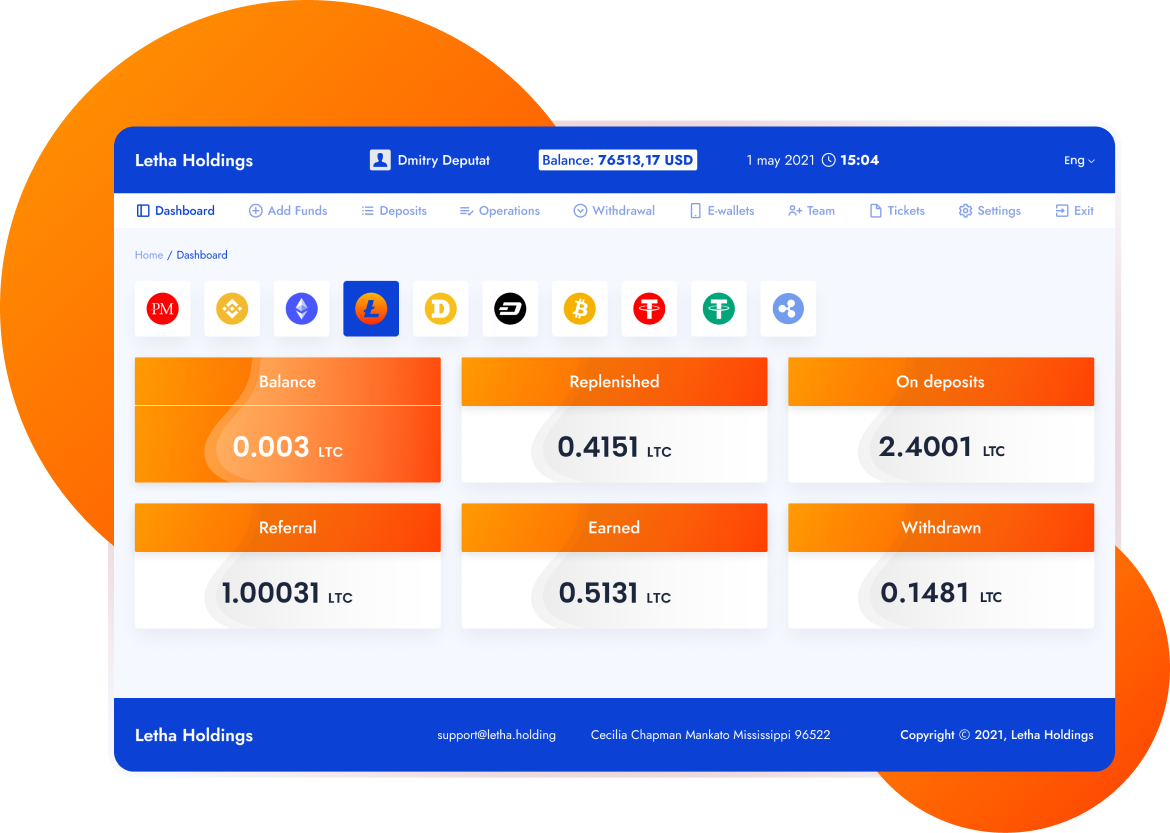 Letha Holdings Dmitry Deputat Balance: 76513,17 USD 1 may 2021 15:04 Eng
Dashboard Add Funds Deposits Operations Withdrawal E-wallets Team Tickets Settings Exit
Home / Dashboard
PM
Balance Replenished On deposits
0.003 LTC 0.4151 LTC 2.4001 LTC
Referral Earned Withdrawn
1.00031 LTC 0.5131 LTC 0.1481 LTC
Letha Holdings support@letha.holding Cecilia Chapman Mankato Mississippi 96522 Copyright © 2021, Letha Holdings